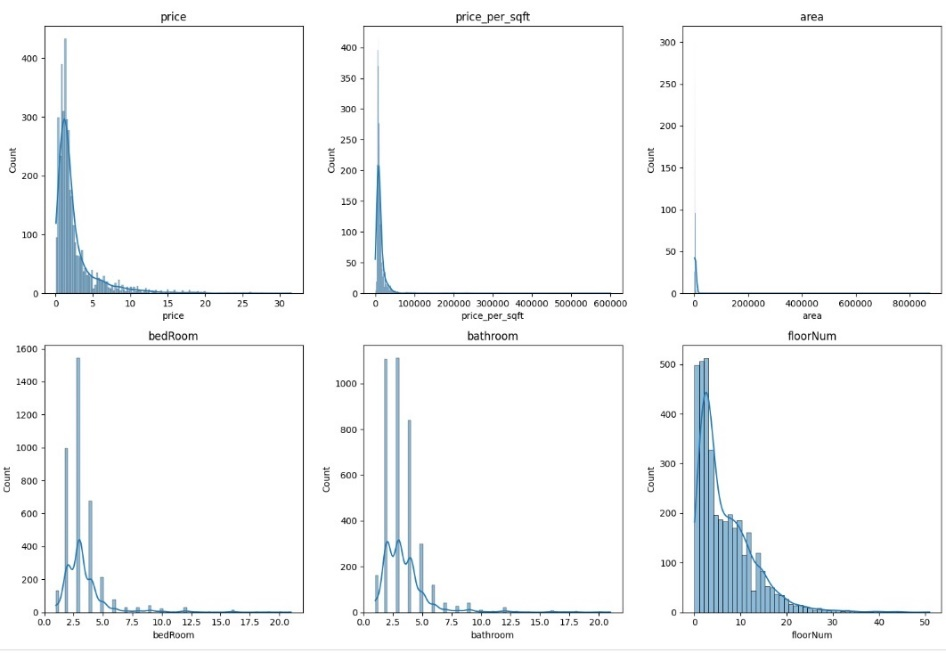 price
Count
400
300
200
100
0
0 5 10 15 20 25 30
price
price_per_sqft
Count
400
350
300
250
200
150
100
50
0
0 100000 200000 300000 400000 500000 600000
price_per_sqft
area
Count
300
250
200
150
100
50
0
0 200000 400000 600000 800000
area
bedRoom
Count
1600
1400
1200
1000
800
600
400
200
0
0.0 2.5 5.0 7.5 10.0 12.5 15.0 17.5 20.0
bedRoom
bathroom
Count
1000
800
600
400
200
0
0.0 2.5 5.0 7.5 10.0 12.5 15.0 17.5 20.0
bathroom
floorNum
Count
500
400
300
200
100
0
0 10 20 30 40 50
floorNum